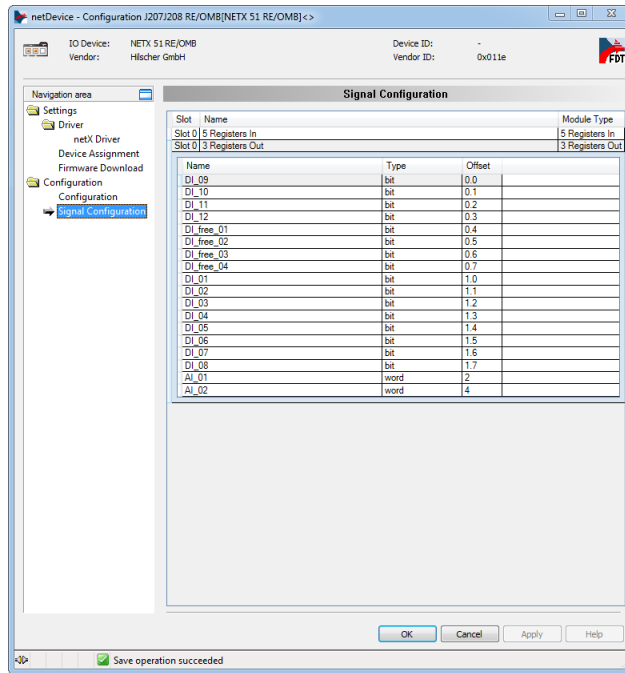 netDevice - Configuration J207J208 RE/OMB[NETX 51 RE/OMB]<>
IO Device: NETX 51 RE/OMB Device ID: -
Vendor: Hilscher GmbH Vendor ID: 0x011e
FDT
Navigation area
Settings
Driver
netX Driver
Device Assignment
Firmware Download
Configuration
Configuration
Signal Configuration
Signal Configuration
Slot Name Module Type
Slot 0 5 Registers In 5 Registers In
Slot 0 3 Registers Out 3 Registers Out
Name Type Offset
DI_09 bit 0.0
DI_10 bit 0.1
DI_11 bit 0.2
DI_12 bit 0.3
DI_free_01 bit 0.4
DI_free_02 bit 0.5
DI_free_03 bit 0.6
DI_free_04 bit 0.7
DI_01 bit 1.0
DI_02 bit 1.1
DI_03 bit 1.2
DI_04 bit 1.3
DI_05 bit 1.4
DI_06 bit 1.5
DI_07 bit 1.6
DI_08 bit 1.7
AI_01 word 2
AI_02 word 4
OK Cancel Apply Help
Save operation succeeded